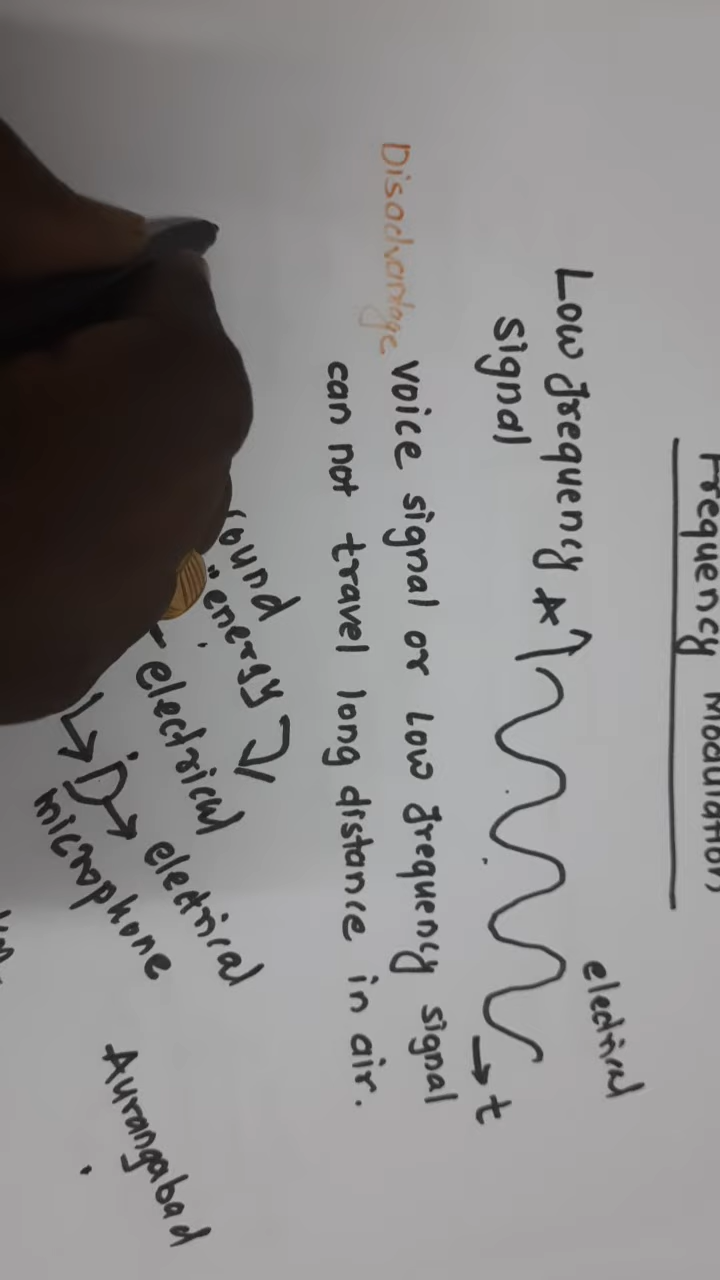 Frequency Modulation
electrical
Low frequency
signal
t
Disadvantage voice signal or Low frequency signal
can not travel long distance in air.
sound
energy
electrical
electrical
microphone
Aurangabad